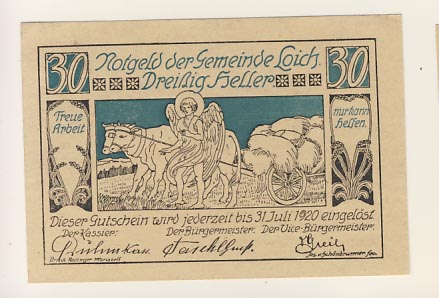 30 Notgeld der Gemeinde Loich. 30
Dreißig Heller
Treue
Arbeit
nur kann
helfen.
Dieser Gutschein wird jederzeit bis 31 Juli 1920 eingelöst
Der Kassier: Der Bürgermeister: Der Vice-Bürgermeister: